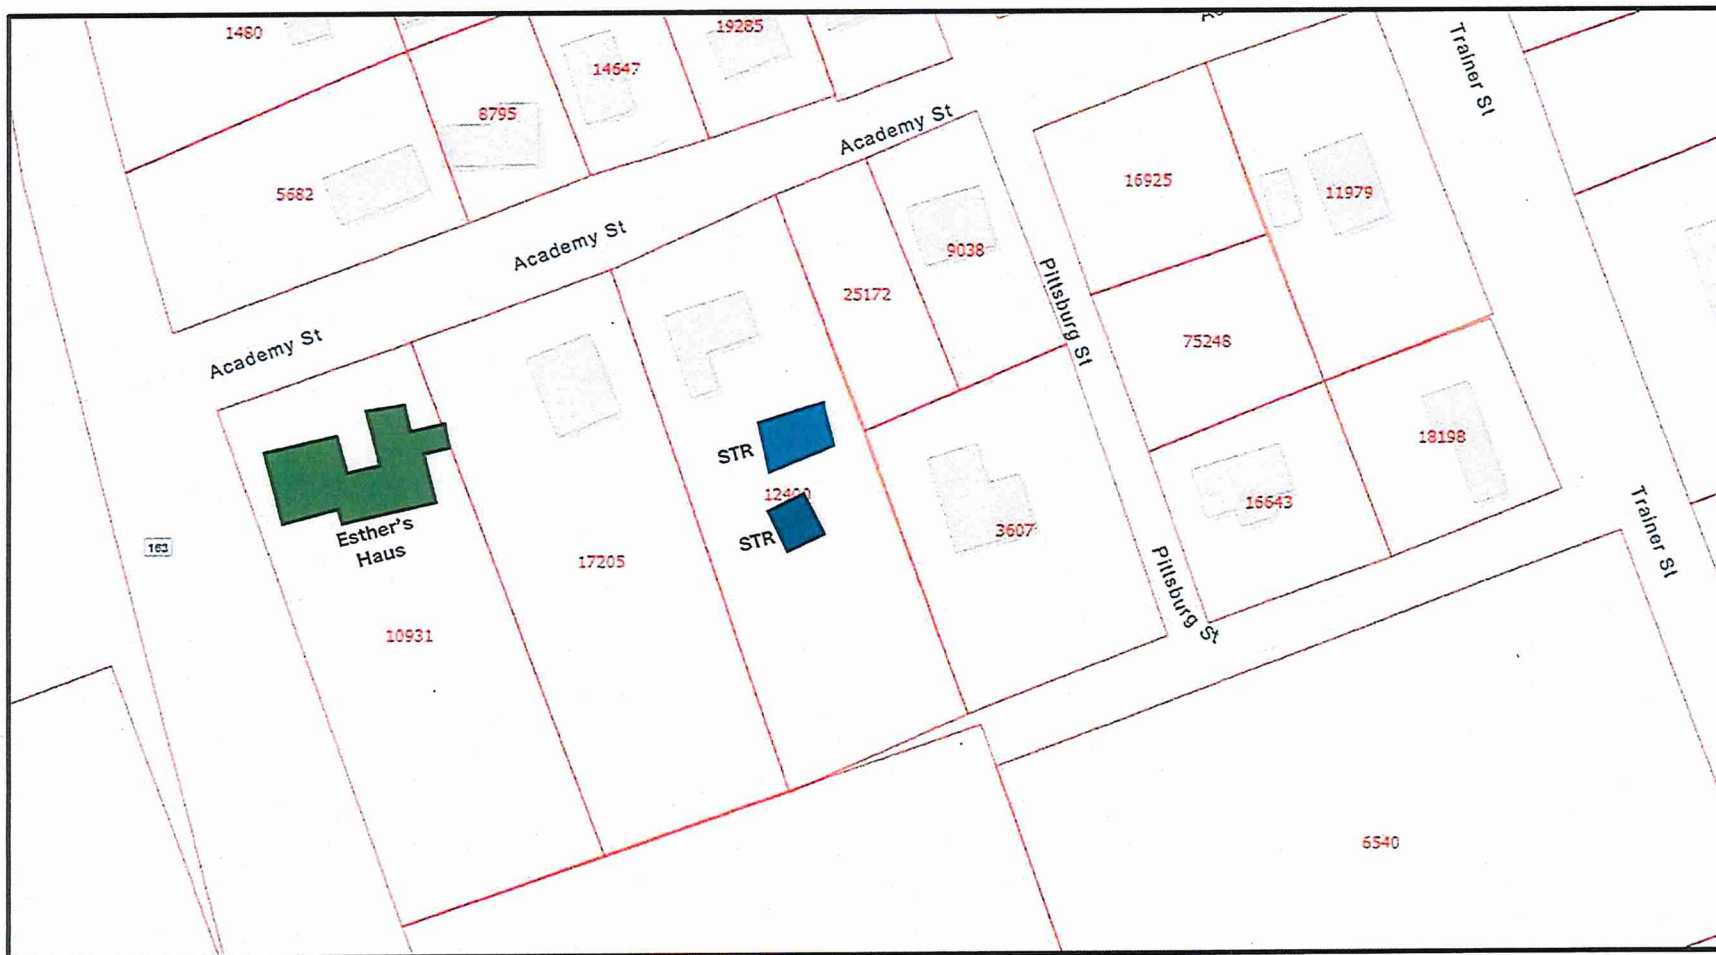 1480
19285
Trainer St
14647
8795
Academy St
5682
16925
11979
Academy St
9038
25172
Pittsburg St
75248
Academy St
STR
18198
16643
3607
STR
Esther's
Haus
163
17205
Trainer St
Pittsburg St
10931
6540